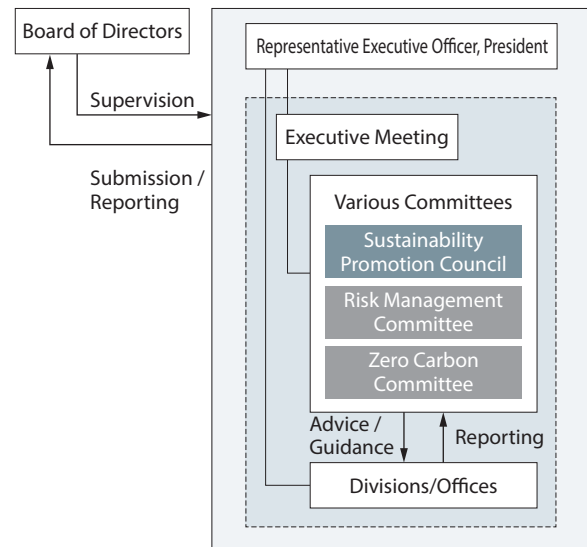 Board of Directors
Representative Executive Officer, President
Supervision
Executive Meeting
Submission /
Reporting
Various Committees
Sustainability
Promotion Council
Risk Management
Committee
Zero Carbon
Committee
Advice /
Guidance
Reporting
Divisions/Offices